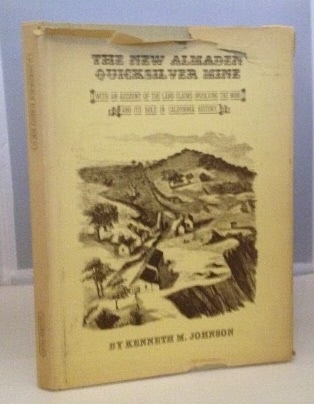 THE NEW ALMADEN
QUICKSILVER MINE
WITH AN ACCOUNT OF THE LAND CLAIMS INVOLVING THE MINE
AND ITS ROLE IN CALIFORNIA HISTORY
BY KENNETH M. JOHNSON